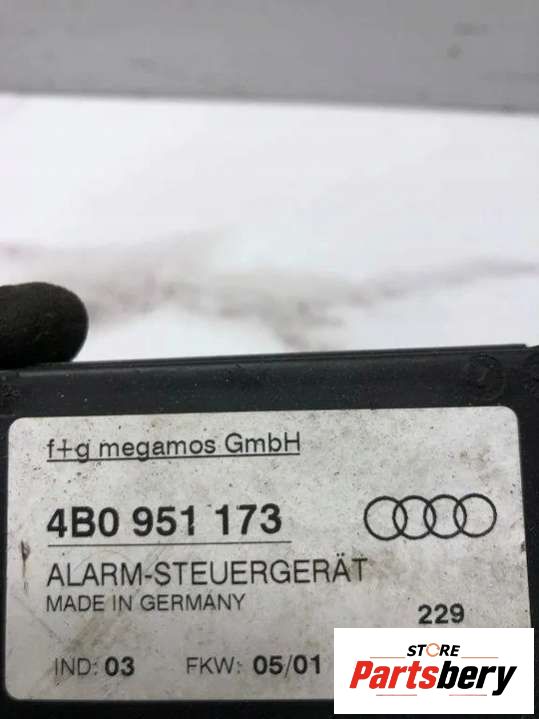 f+g megamos GmbH
4B0 951 173
ALARM-STEUERGERÄT
MADE IN GERMANY
229
IND: 03 FKW: 05/01
STORE
Partsbery